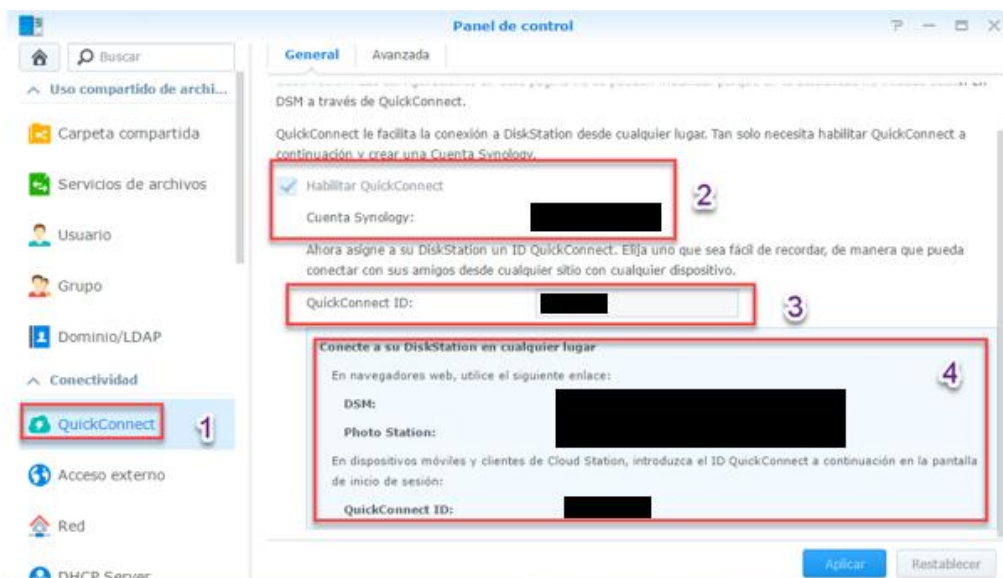 Panel de control
Buscar
Uso compartido de archi...
Carpeta compartida
Servicios de archivos
Usuario
Grupo
Dominio/LDAP
Conectividad
QuickConnect
1
Acceso externo
Red
DHCP Server
General Avanzada
DSM a través de QuickConnect.
QuickConnect le facilita la conexión a DiskStation desde cualquier lugar. Tan solo necesita habilitar QuickConnect a
continuación y crear una Cuenta Synology.
Habilitar QuickConnect
2
Cuenta Synology:
Ahora asigne a su DiskStation un ID QuickConnect. Elija uno que sea fácil de recordar, de manera que pueda
conectar con sus amigos desde cualquier sitio con cualquier dispositivo.
QuickConnect ID:
3
Conecte a su DiskStation en cualquier lugar
4
En navegadores web, utilice el siguiente enlace:
DSM:
Photo Station:
En dispositivos móviles y clientes de Cloud Station, introduzca el ID QuickConnect a continuación en la pantalla
de inicio de sesión:
QuickConnect ID:
Aplicar Restablecer